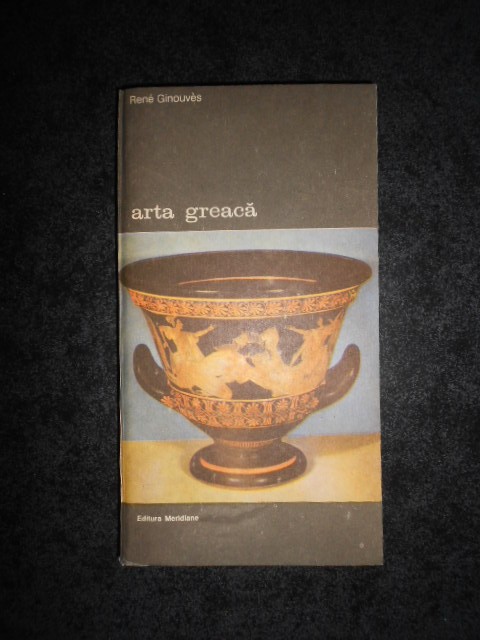 René Ginouvès
arta greacă
Editura Meridiane